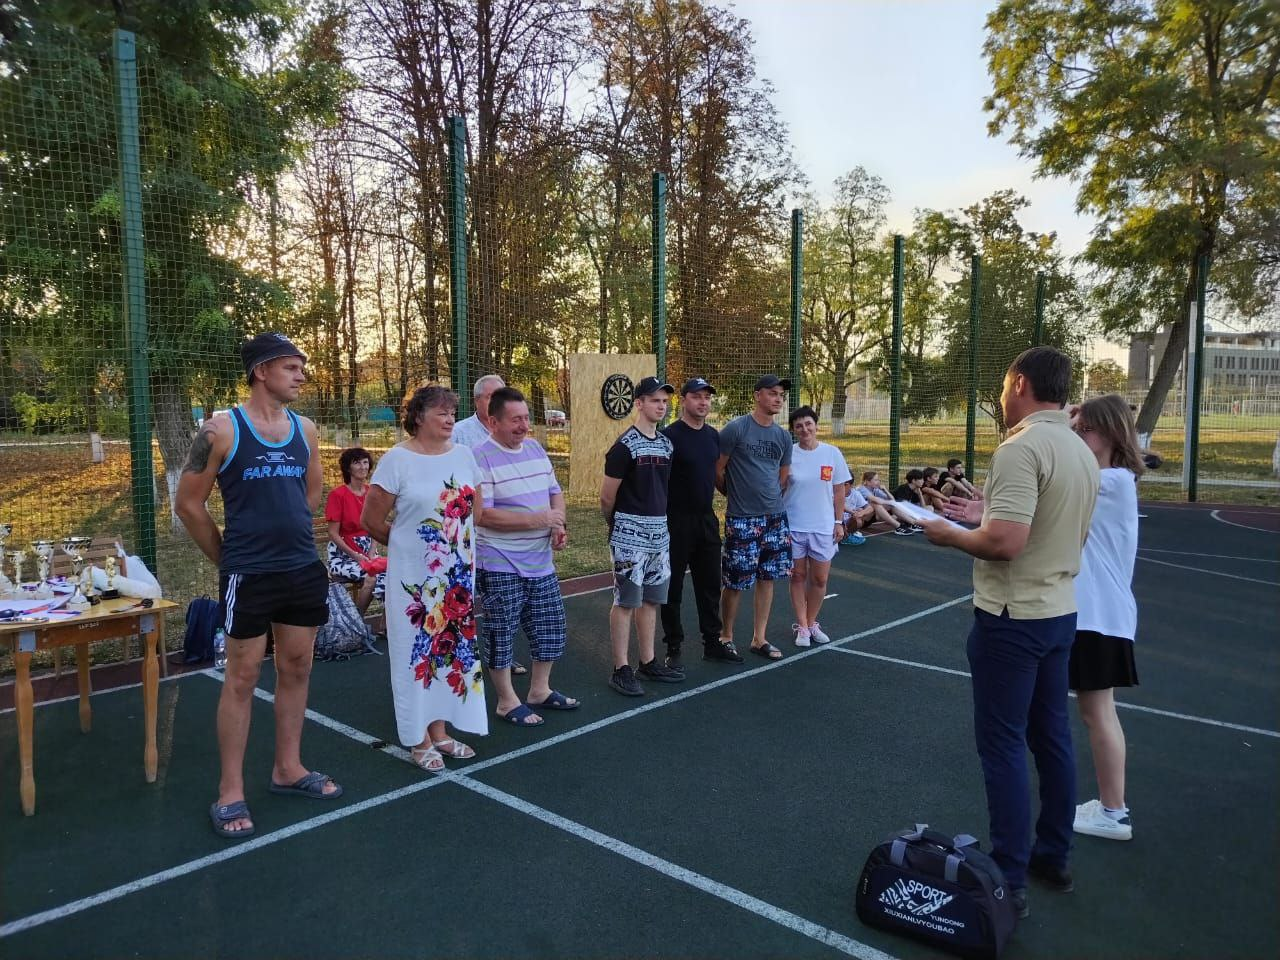 FAR AWAY
THE
NORTH
FACE
SPORT
YUNDONG
XIUXIANLVYOUBAO